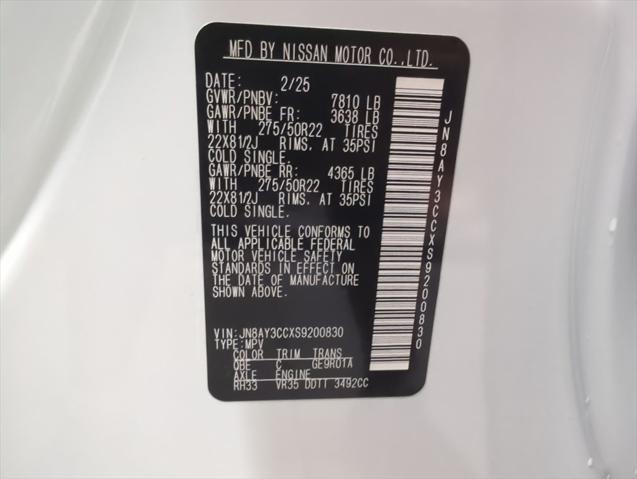 MFD BY NISSAN MOTOR CO.,LTD.
DATE: 2/25
GVWR/PNBV: 7810 LB
GAWR/PNBE FR: 3638 LB
WITH 275/50R22 TIRES
22X81/2J RIMS. AT 35PSI
COLD SINGLE.
GAWR/PNBE RR: 4365 LB
WITH 275/50R22 TIRES
22X81/2J RIMS. AT 35PSI
COLD SINGLE.
THIS VEHICLE CONFORMS TO
ALL APPLICABLE FEDERAL
MOTOR VEHICLE SAFETY
STANDARDS IN EFFECT ON
THE DATE OF MANUFACTURE
SHOWN ABOVE.
VIN:JN8AY3CCXS9200830
TYPE:MPV
COLOR TRIM TRANS
QBE C GE9R01A
AXLE ENGINE
RH33 VR35 DDTT 3492CC
JN8AY3CCXS9200830